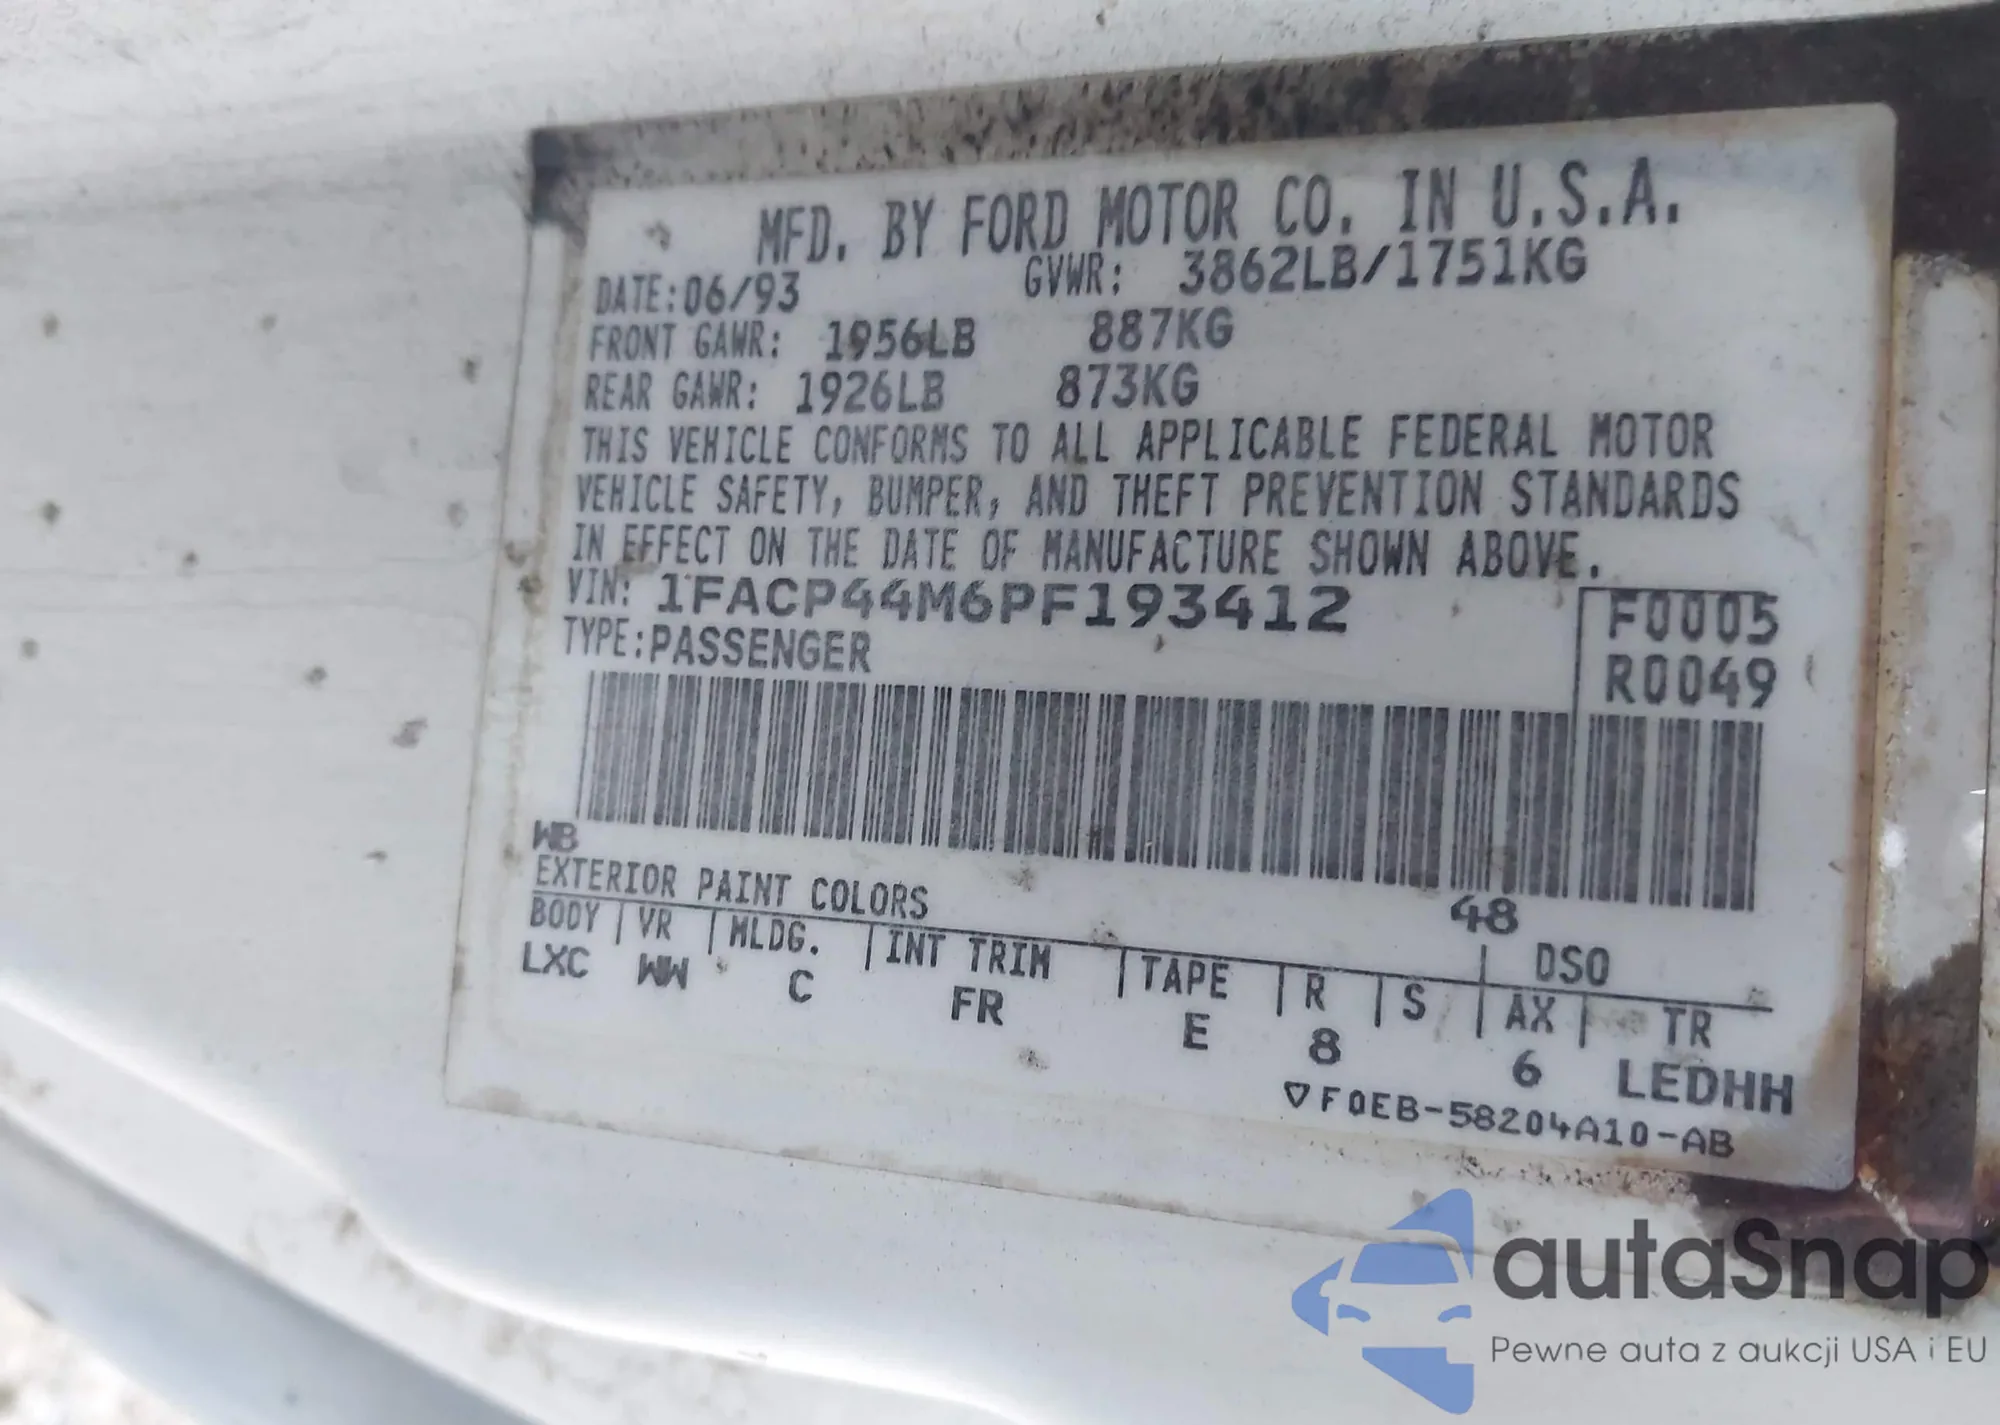 MFD. BY FORD MOTOR CO. IN U.S.A.
DATE:06/93 GVWR: 3862LB/1751KG
FRONT GAWR: 1956LB 887KG
REAR GAWR: 1926LB 873KG
THIS VEHICLE CONFORMS TO ALL APPLICABLE FEDERAL MOTOR
VEHICLE SAFETY, BUMPER, AND THEFT PREVENTION STANDARDS
IN EFFECT ON THE DATE OF MANUFACTURE SHOWN ABOVE.
VIN: 1FACP44M6PF193412 F0005
TYPE:PASSENGER R0049
WB
EXTERIOR PAINT COLORS 48 DSO
BODY VR MLDG. INT TRIM TAPE R S AX TR
LXC WW C FR E 8 6 LEDHH
▽F0EB-58204A10-AB
autaSnap
Pewne auta z aukcji USA i EU